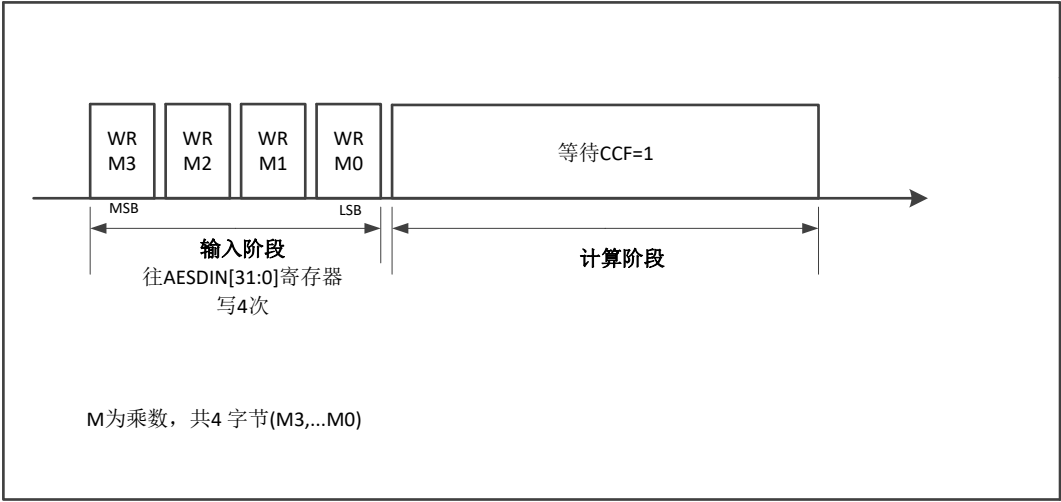 WR
M3
WR
M2
WR
M1
WR
M0
等待CCF=1
MSB
LSB
输入阶段
往AESDIN[31:0]寄存器
写4次
计算阶段
M为乘数，共4 字节(M3,...M0)